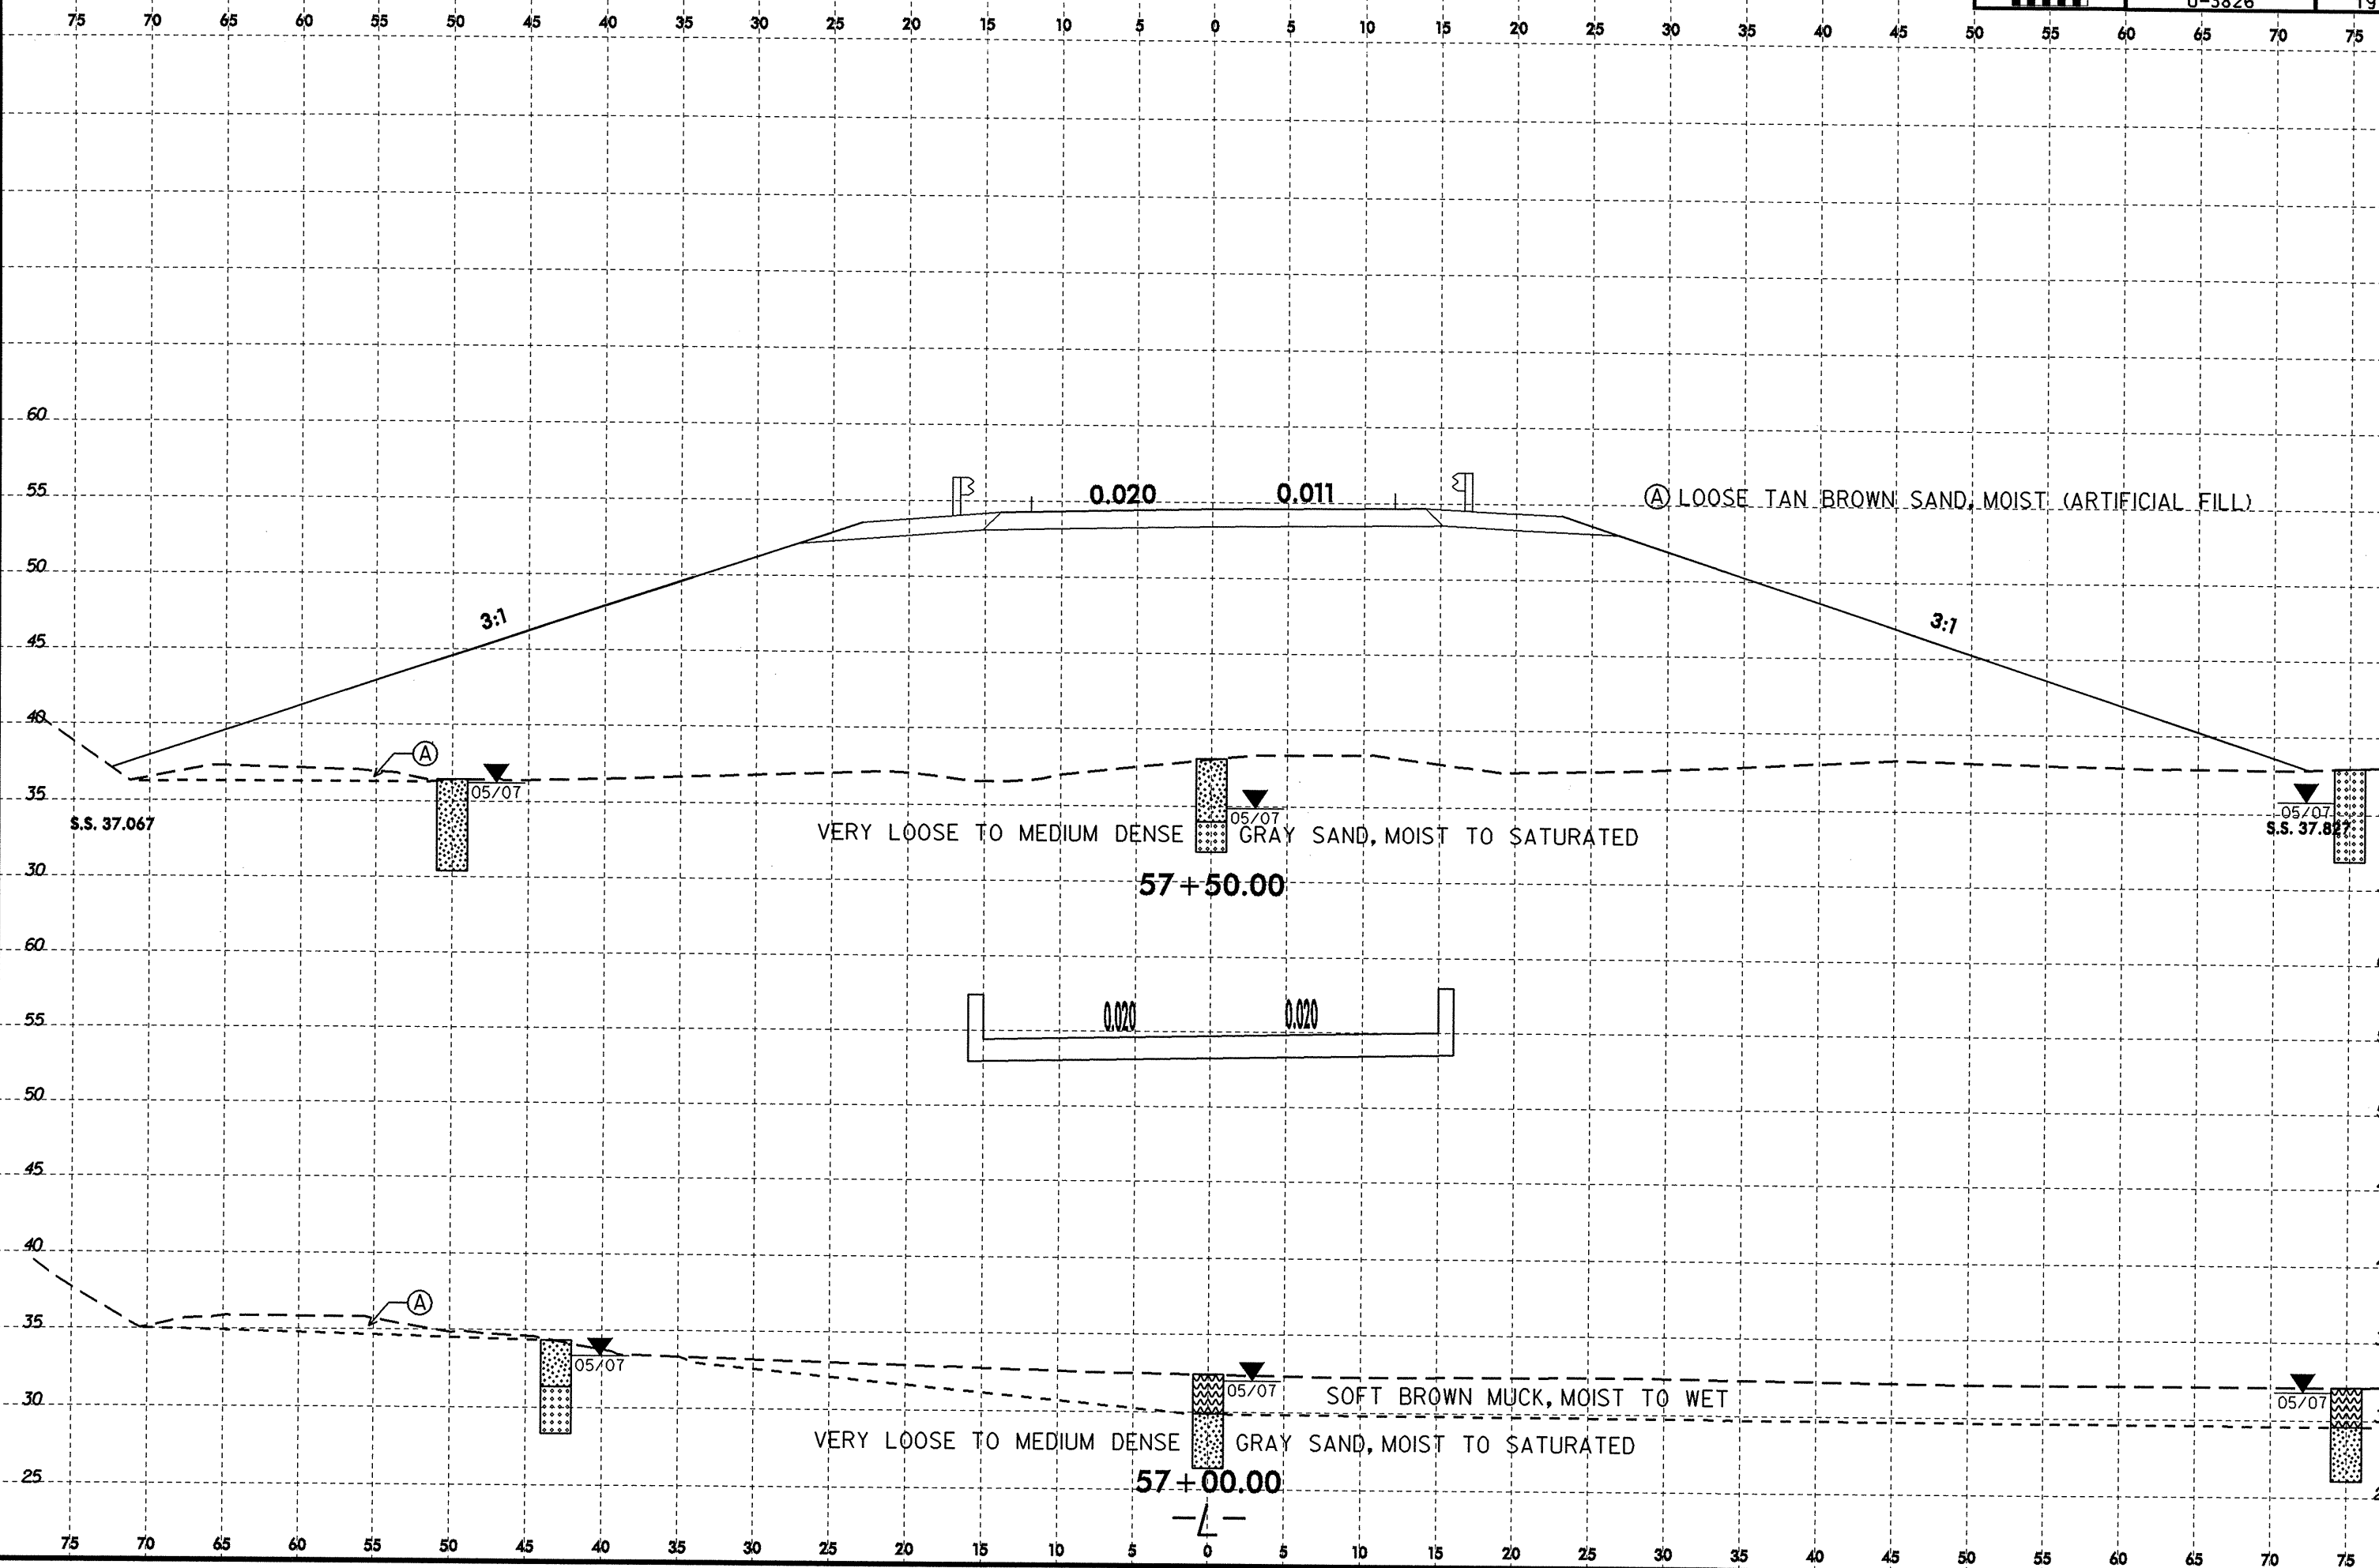 U-3826 19
75 70 65 60 55 50 45 40 35 30 25 20 15 10 5 0 5 10 15 20 25 30 35 40 45 50 55 60 65 70 75
60
55
0.020 0.011
Ⓐ LOOSE TAN BROWN SAND, MOIST (ARTIFICIAL FILL)
50
3:1 3:1
45
40
A
35
05/07 05/07 05/07
S.S. 37.067 S.S. 37.827
VERY LOOSE TO MEDIUM DENSE GRAY SAND, MOIST TO SATURATED
30
57+50.00
60
55
0.020 0.020
50
45
40
A
35
05/07 05/07 05/07
SOFT BROWN MUCK, MOIST TO WET
30
VERY LOOSE TO MEDIUM DENSE GRAY SAND, MOIST TO SATURATED
25
57+00.00
-L-
75 70 65 60 55 50 45 40 35 30 25 20 15 10 5 0 5 10 15 20 25 30 35 40 45 50 55 60 65 70 75